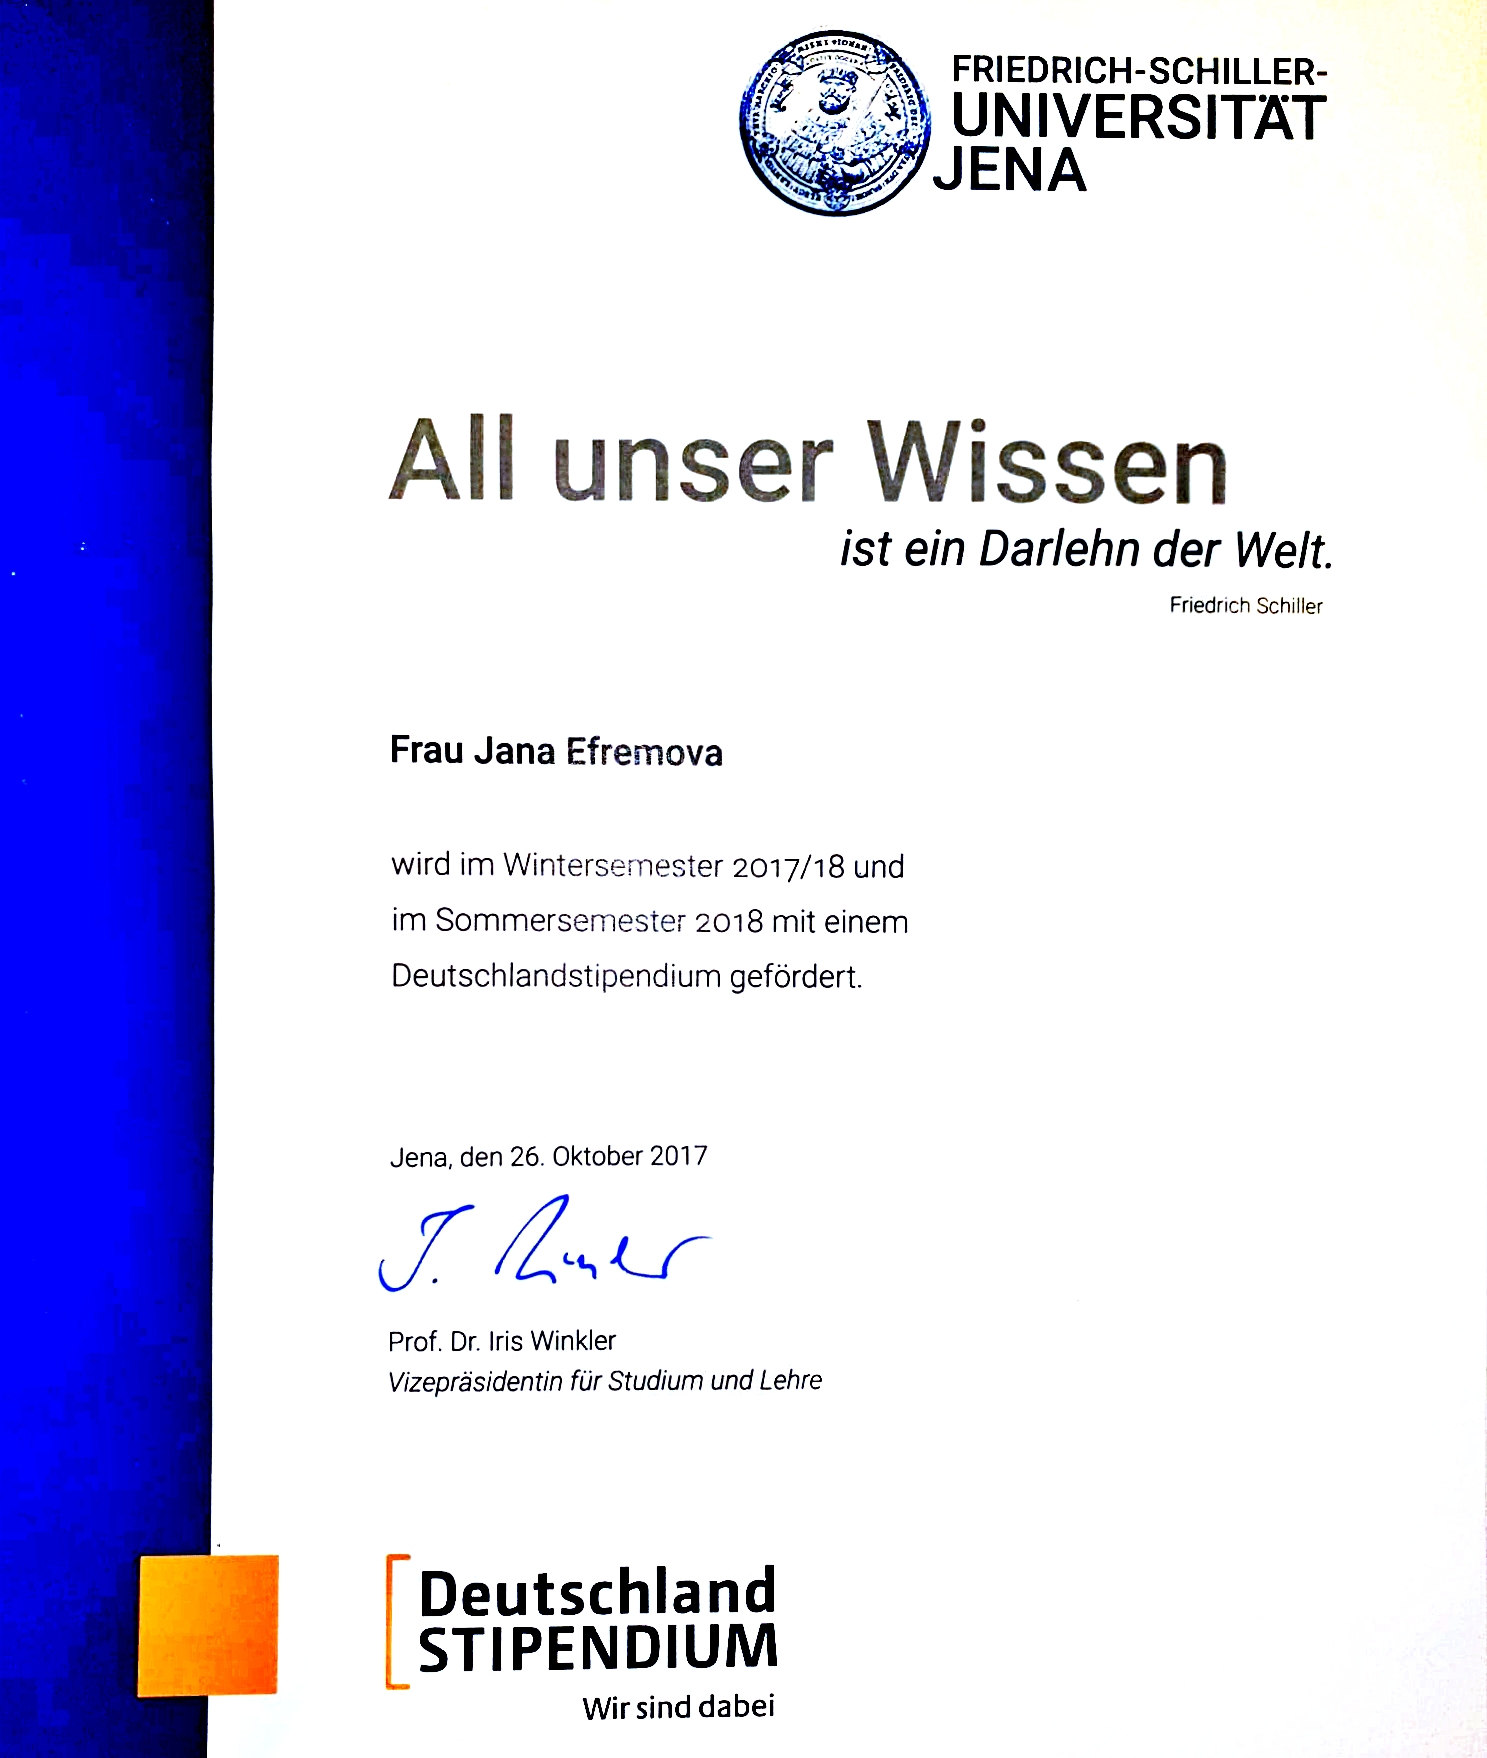 FRIEDRICH-SCHILLER-
UNIVERSITÄT
JENA
All unser Wissen
ist ein Darlehn der Welt.
Friedrich Schiller
Frau Jana Efremova
wird im Wintersemester 2017/18 und
im Sommersemester 2018 mit einem
Deutschlandstipendium gefördert.
Jena, den 26. Oktober 2017
Prof. Dr. Iris Winkler
Vizepräsidentin für Studium und Lehre
Deutschland
STIPENDIUM
Wir sind dabei